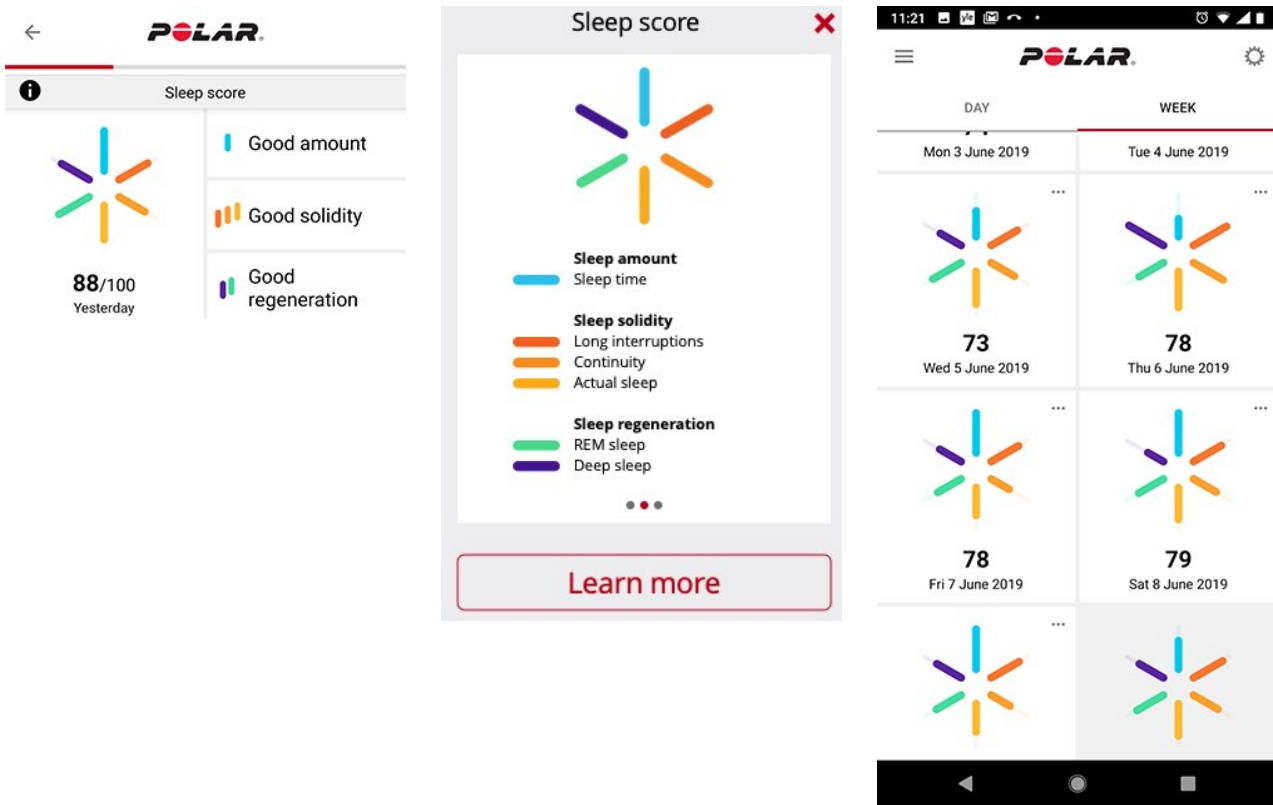 POLAR.
Sleep score
Good amount
Good solidity
Good
regeneration
88/100
Yesterday
Sleep score
Sleep amount
Sleep time
Sleep solidity
Long interruptions
Continuity
Actual sleep
Sleep regeneration
REM sleep
Deep sleep
Learn more
11:21
yle
POLAR.
DAY
WEEK
Mon 3 June 2019
Tue 4 June 2019
73
Wed 5 June 2019
78
Thu 6 June 2019
78
Fri 7 June 2019
79
Sat 8 June 2019